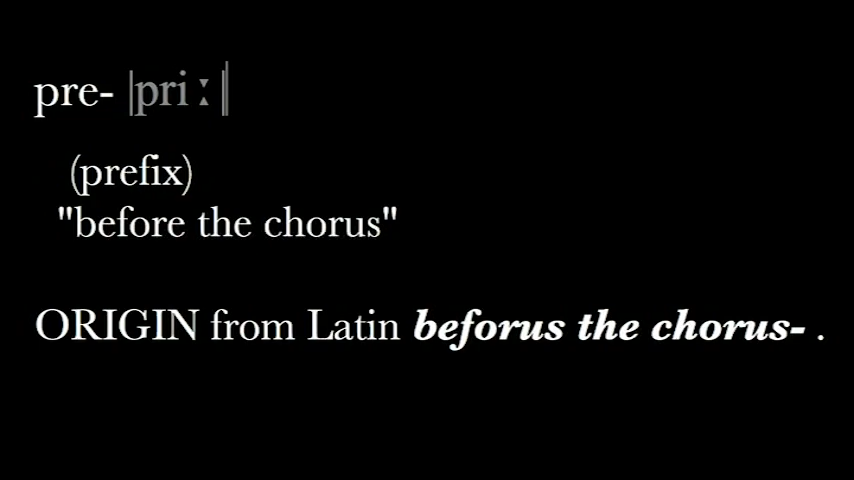 pre- |priː|
(prefix)
"before the chorus"
ORIGIN from Latin beforus the chorus- .